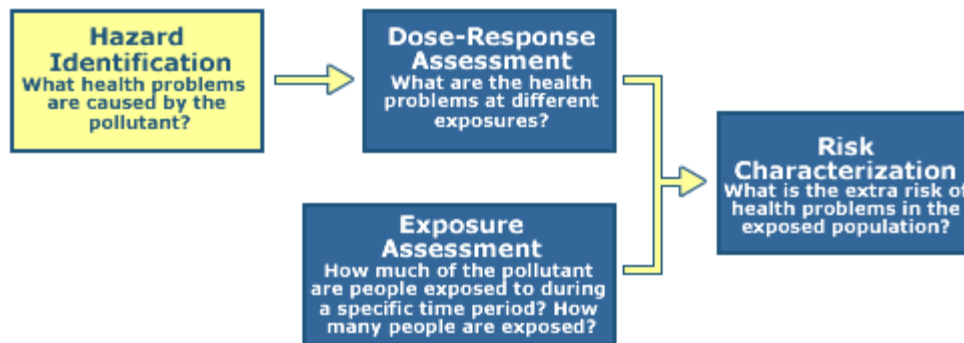 Hazard
Identification
What health problems
are caused by the
pollutant?
Dose-Response
Assessment
What are the health
problems at different
exposures?
Exposure
Assessment
How much of the pollutant
are people exposed to during
a specific time period? How
many people are exposed?
Risk
Characterization
What is the extra risk of
health problems in the
exposed population?